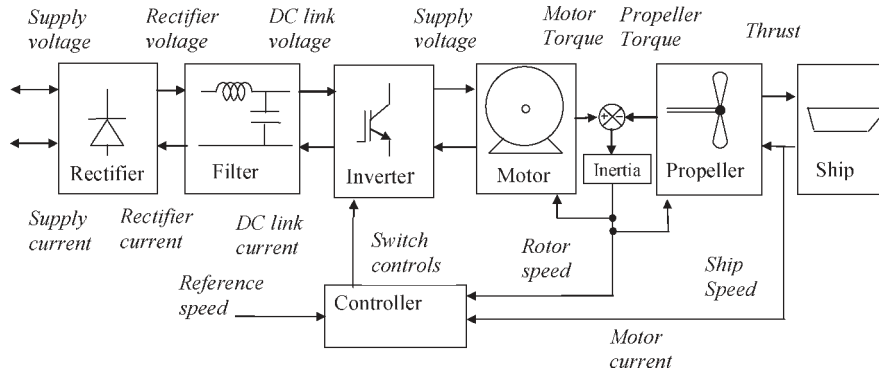 Supply voltage
Rectifier voltage
DC link voltage
Supply voltage
Motor Torque
Propeller Torque
Thrust
+
−
Rectifier
Filter
Inverter
Motor
Inertia
Propeller
Ship
Supply current
Rectifier current
DC link current
Switch controls
Rotor speed
Ship Speed
Reference speed
Controller
Motor current